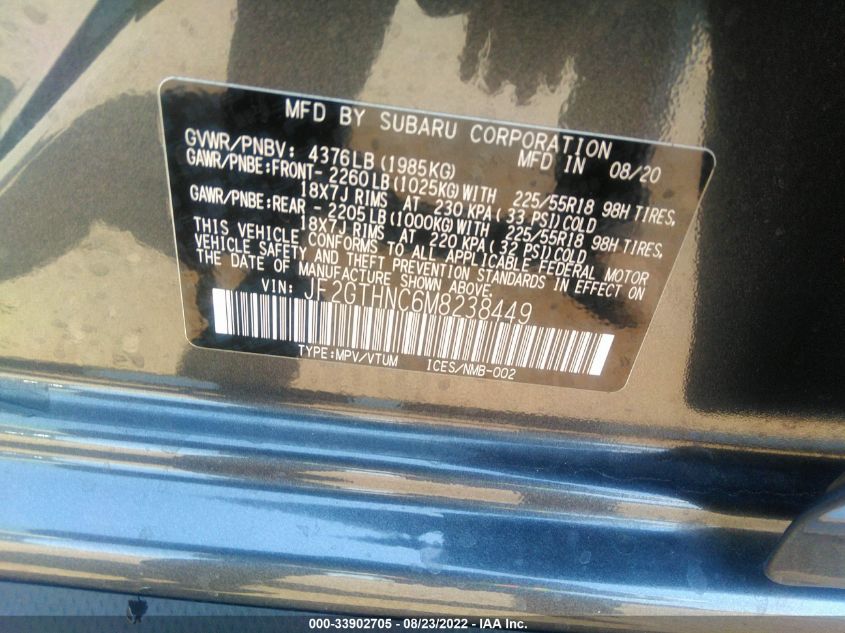 MFD BY SUBARU CORPORATION
GVWR/PNBV: 4376LB(1985KG) MFD IN 08/20
GAWR/PNBE:FRONT- 2260LB(1025KG)WITH 225/55R18 98H TIRES,
18X7J RIMS AT 230 KPA( 33 PSI)COLD
GAWR/PNBE:REAR - 2205LB(1000KG)WITH 225/55R18 98H TIRES,
18X7J RIMS AT 220 KPA( 32 PSI)COLD
THIS VEHICLE CONFORMS TO ALL APPLICABLE FEDERAL MOTOR
VEHICLE SAFETY AND THEFT PREVENTION STANDARDS IN EFFECT ON
THE DATE OF MANUFACTURE SHOWN ABOVE.
VIN: JF2GTHNC6M8238449
TYPE:MPV/VTUM ICES/NMB-002
000-33902705 - 08/23/2022 - IAA Inc.